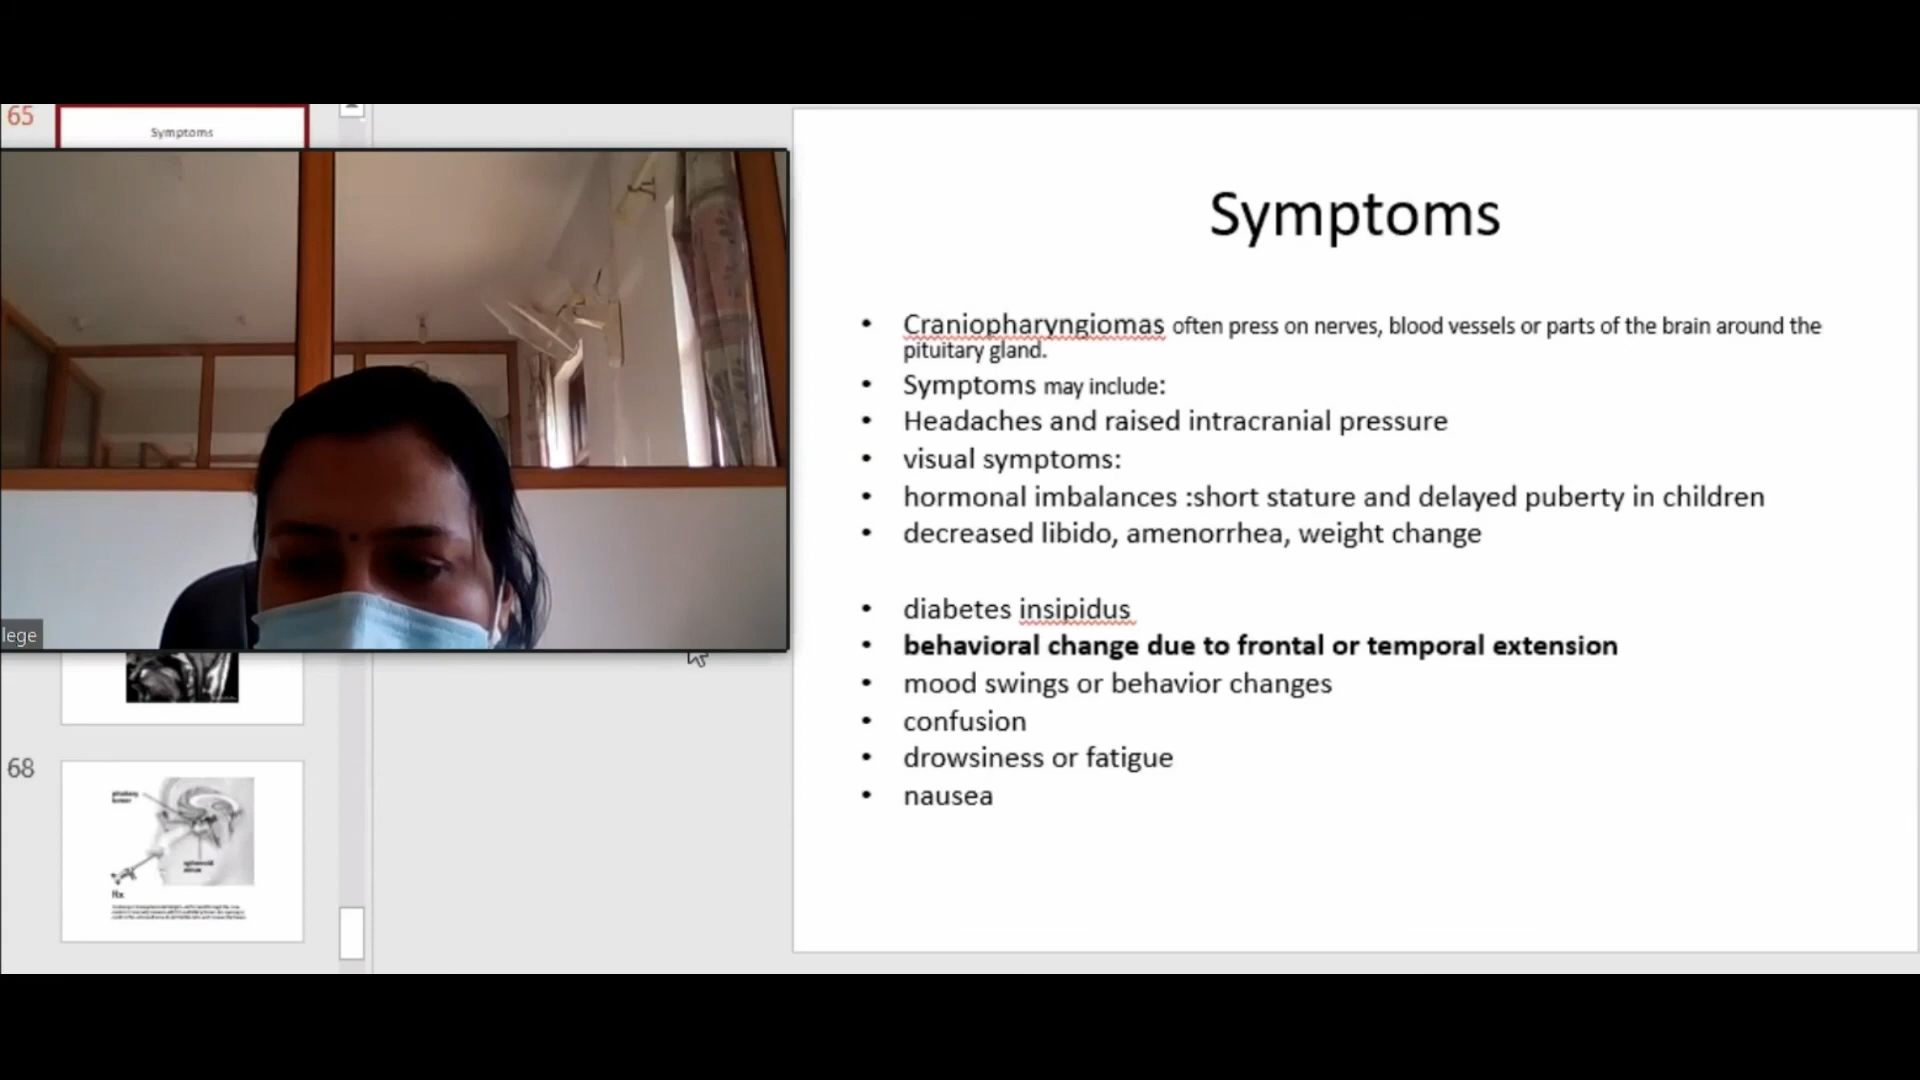 65
Symptoms
lege
68
Rx
Symptoms
• Craniopharyngiomas often press on nerves, blood vessels or parts of the brain around the
pituitary gland.
• Symptoms may include:
• Headaches and raised intracranial pressure
• visual symptoms:
• hormonal imbalances :short stature and delayed puberty in children
• decreased libido, amenorrhea, weight change
• diabetes insipidus
• behavioral change due to frontal or temporal extension
• mood swings or behavior changes
• confusion
• drowsiness or fatigue
• nausea